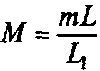 M = mL / L₁